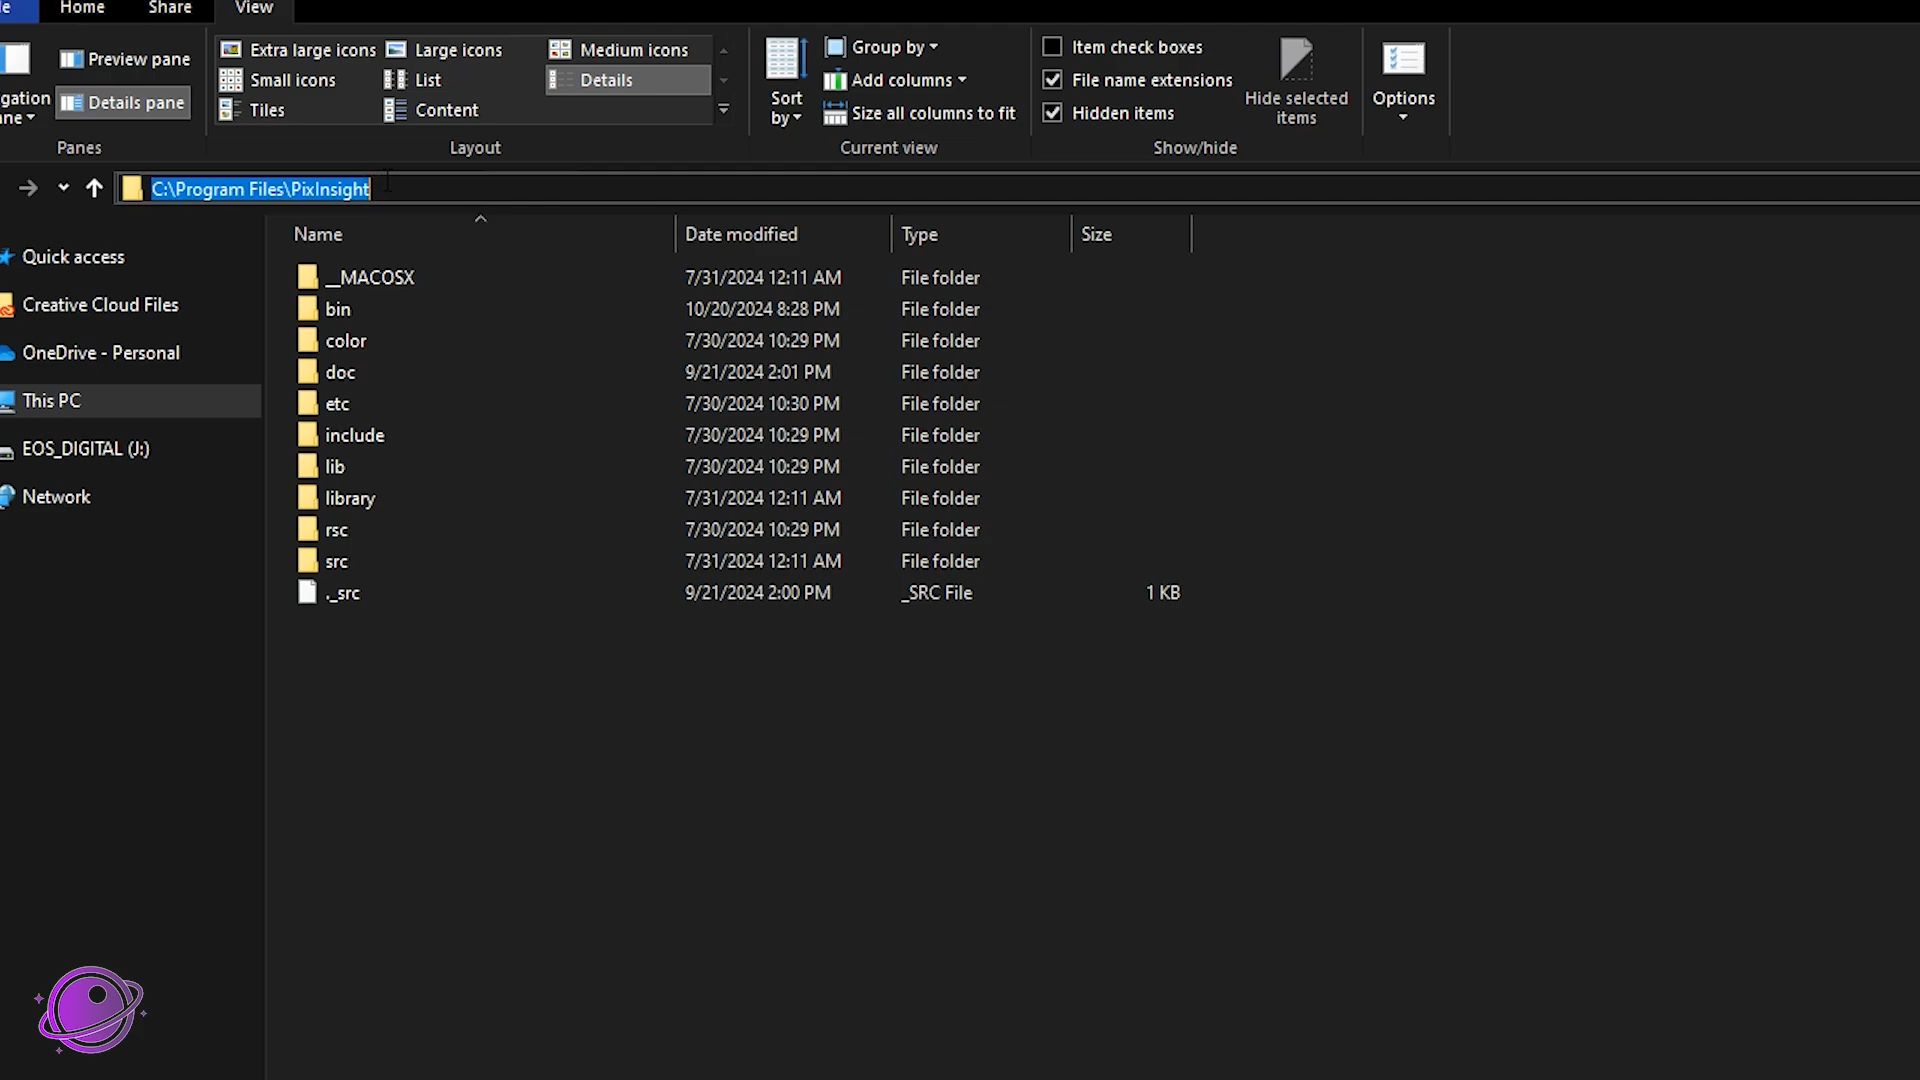 le Home Share View
Preview pane
Details pane
gation
ne
Panes
Extra large icons Large icons Medium icons
Small icons List Details
Tiles Content
Layout
Sort
by
Group by
Add columns
Size all columns to fit
Current view
Item check boxes
File name extensions
Hidden items
Hide selected
items
Show/hide
Options
C:\Program Files\PixInsight
Quick access
Creative Cloud Files
OneDrive - Personal
This PC
EOS_DIGITAL (J:)
Network
Name Date modified Type Size
__MACOSX 7/31/2024 12:11 AM File folder
bin 10/20/2024 8:28 PM File folder
color 7/30/2024 10:29 PM File folder
doc 9/21/2024 2:01 PM File folder
etc 7/30/2024 10:30 PM File folder
include 7/30/2024 10:29 PM File folder
lib 7/30/2024 10:29 PM File folder
library 7/31/2024 12:11 AM File folder
rsc 7/30/2024 10:29 PM File folder
src 7/31/2024 12:11 AM File folder
._src 9/21/2024 2:00 PM _SRC File 1 KB